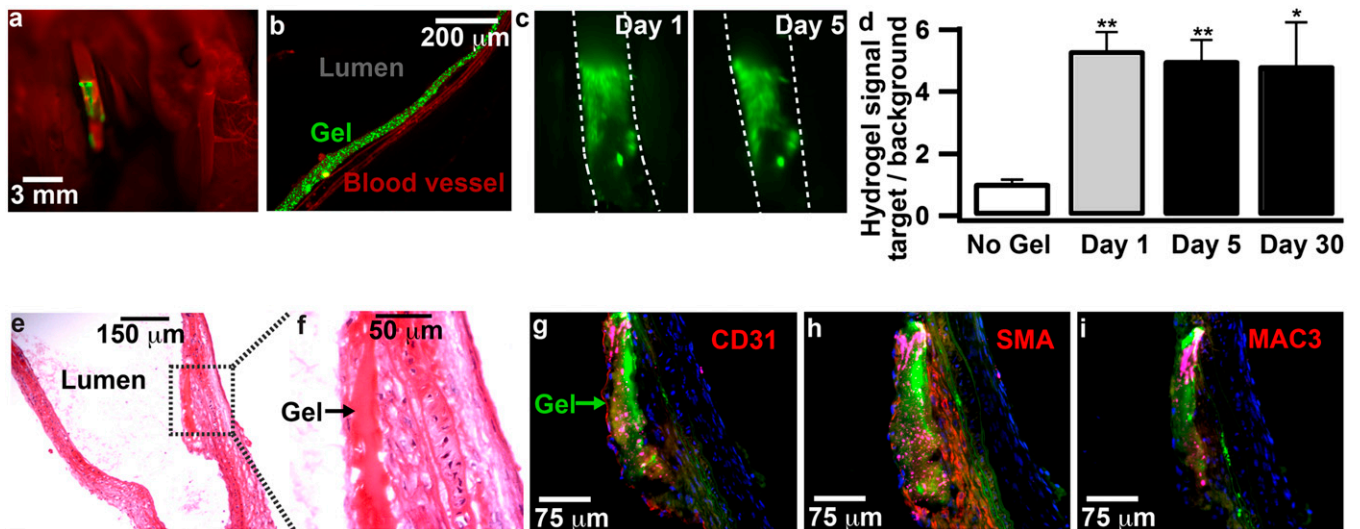 a
3 mm
b
200 μm
Lumen
Gel
Blood vessel
c
Day 1
Day 5
d
Hydrogel signal
target / background
6
4
2
0
**
**
*
No Gel
Day 1
Day 5
Day 30
e
150 μm
Lumen
f
50 μm
Gel
g
CD31
Gel
75 μm
h
SMA
75 μm
i
MAC3
75 μm